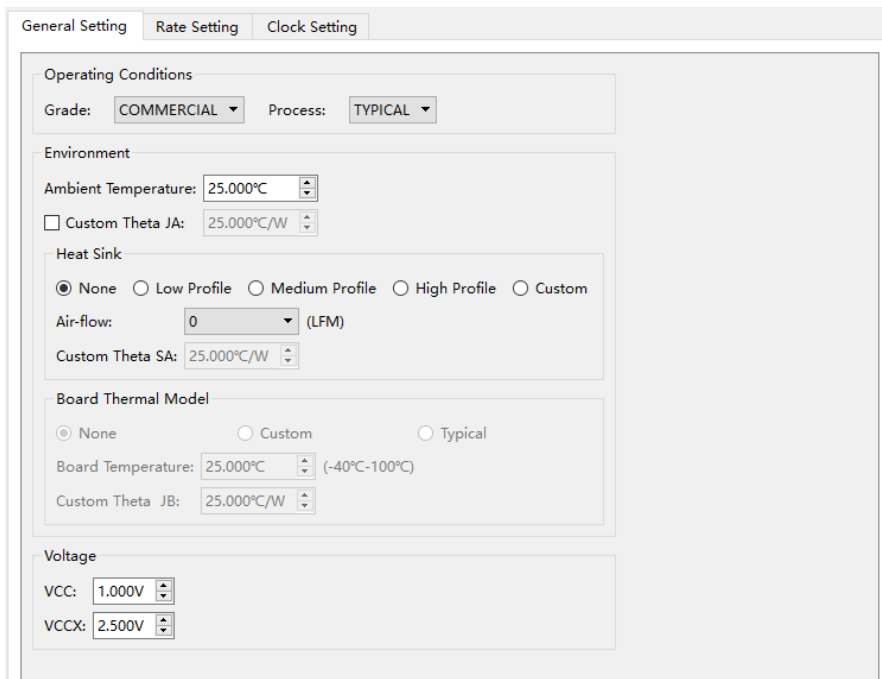 General Setting Rate Setting Clock Setting
Operating Conditions
Grade: COMMERCIAL Process: TYPICAL
Environment
Ambient Temperature: 25.000℃
Custom Theta JA: 25.000℃/W
Heat Sink
None Low Profile Medium Profile High Profile Custom
Air-flow: 0 (LFM)
Custom Theta SA: 25.000℃/W
Board Thermal Model
None Custom Typical
Board Temperature: 25.000℃ (-40℃-100℃)
Custom Theta JB: 25.000℃/W
Voltage
VCC: 1.000V
VCCX: 2.500V